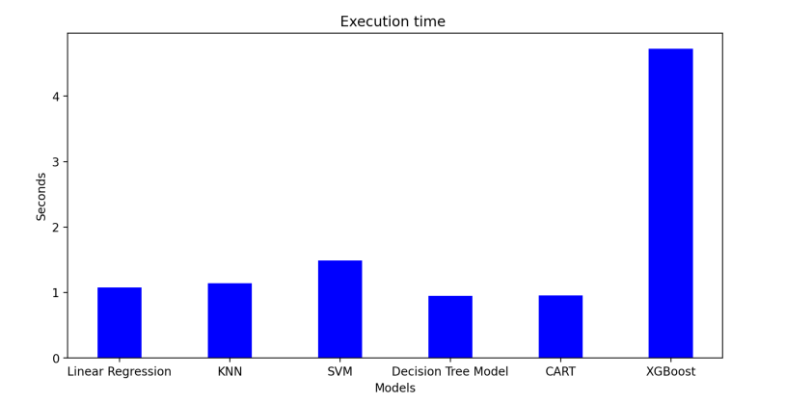 Execution time
4
3
2
1
0
Seconds
Linear Regression KNN SVM Decision Tree Model CART XGBoost
Models